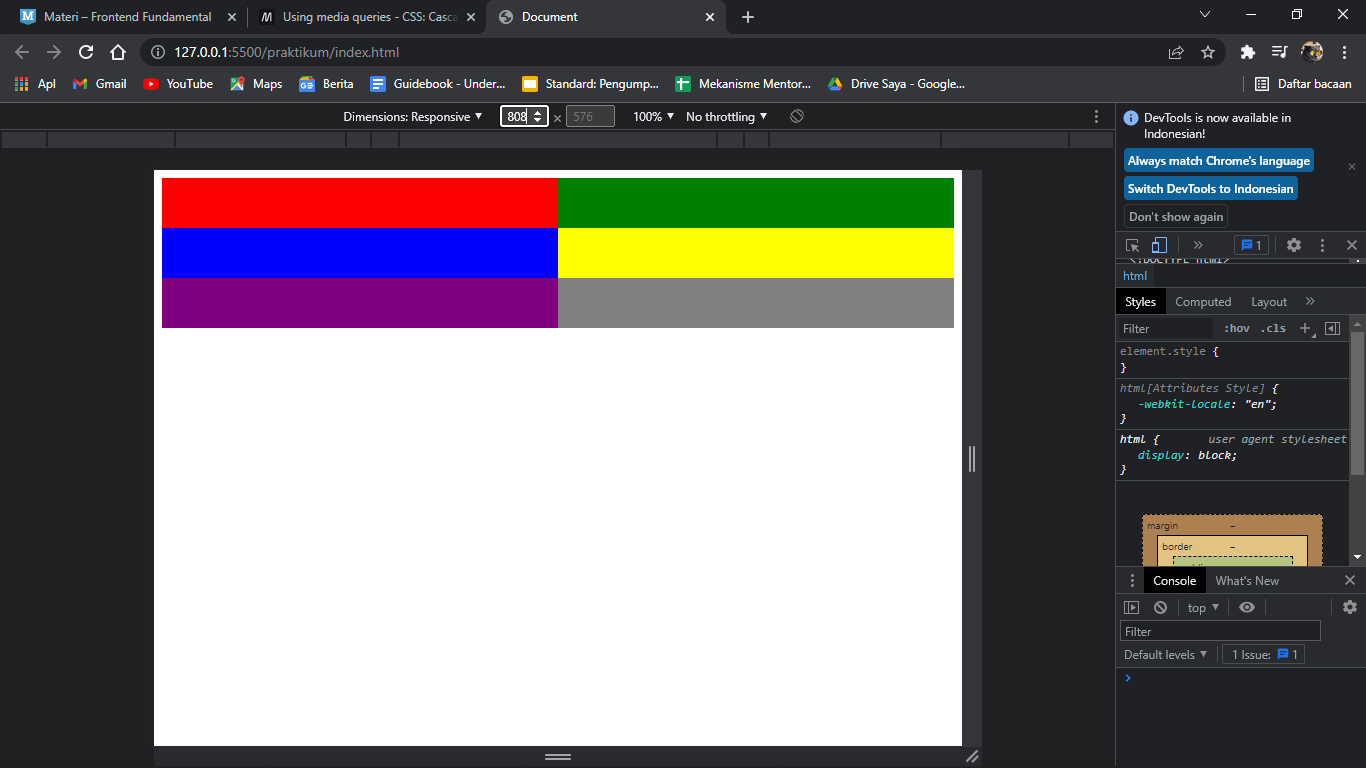 Materi – Frontend Fundamental
Using media queries - CSS: Casca
Document
127.0.0.1:5500/praktikum/index.html
Apl
Gmail
YouTube
Maps
Berita
Guidebook - Under...
Standard: Pengump...
Mekanisme Mentor...
Drive Saya - Google...
Daftar bacaan
Dimensions: Responsive
808
×
576
100%
No throttling
DevTools is now available in
Indonesian!
Always match Chrome's language
Switch DevTools to Indonesian
Don't show again
1
<!DOCTYPE html>
html
Styles
Computed
Layout
Filter
:hov
.cls
element.style {
}
html[Attributes Style] {
-webkit-locale: "en";
}
html {
user agent stylesheet
display: block;
}
margin
–
border
–
Console
What's New
top
Filter
Default levels
1 Issue:
1